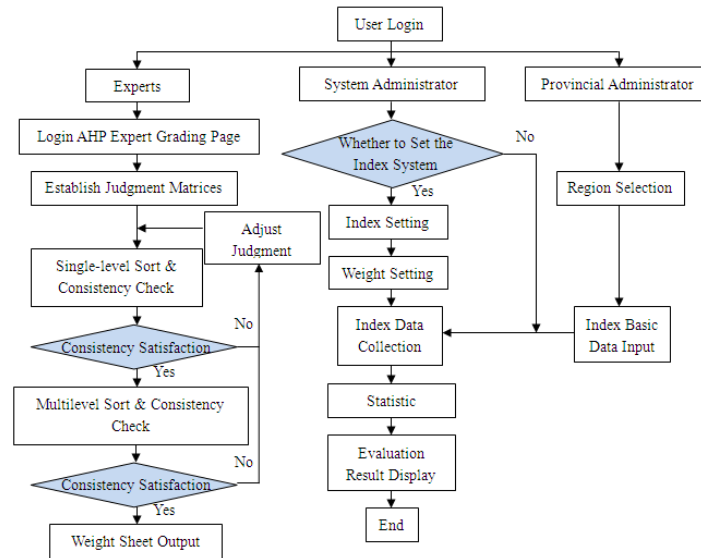 User Login
Experts
System Administrator
Provincial Administrator
Login AHP Expert Grading Page
Whether to Set the
Index System
No
Establish Judgment Matrices
Yes
Region Selection
Adjust
Judgment
Index Setting
Single-level Sort &
Consistency Check
Weight Setting
No
Index Data
Collection
Index Basic
Data Input
Consistency Satisfaction
Yes
Multilevel Sort & Consistency
Check
Statistic
No
Evaluation
Result Display
Consistency Satisfaction
Yes
End
Weight Sheet Output